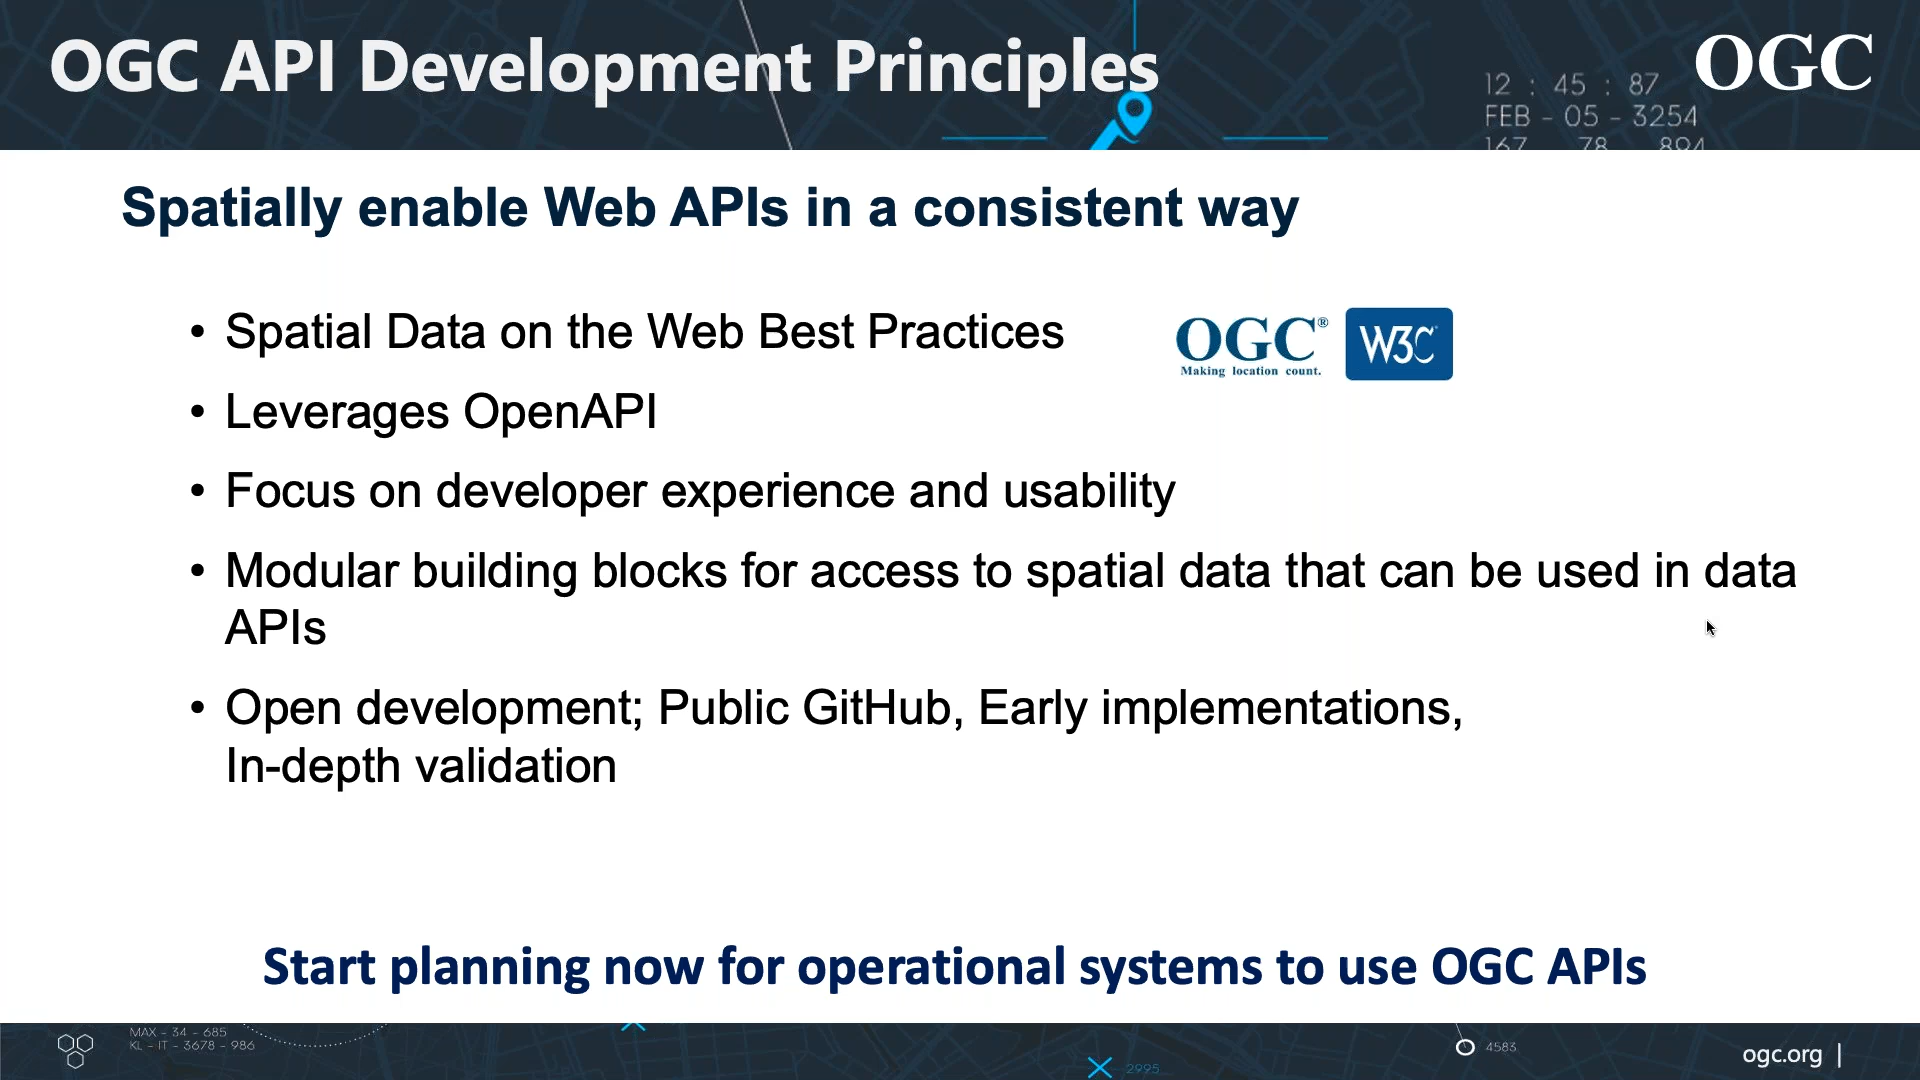 OGC API Development Principles
OGC
12 : 45 : 87
FEB - 05 - 3254
167 78 894
Spatially enable Web APIs in a consistent way
• Spatial Data on the Web Best Practices
OGC®
Making location count.
W3C
• Leverages OpenAPI
• Focus on developer experience and usability
• Modular building blocks for access to spatial data that can be used in data
APIs
• Open development; Public GitHub, Early implementations,
In-depth validation
Start planning now for operational systems to use OGC APIs
MAX - 34 - 685
KL - IT - 3678 - 986
2995
4583
ogc.org |